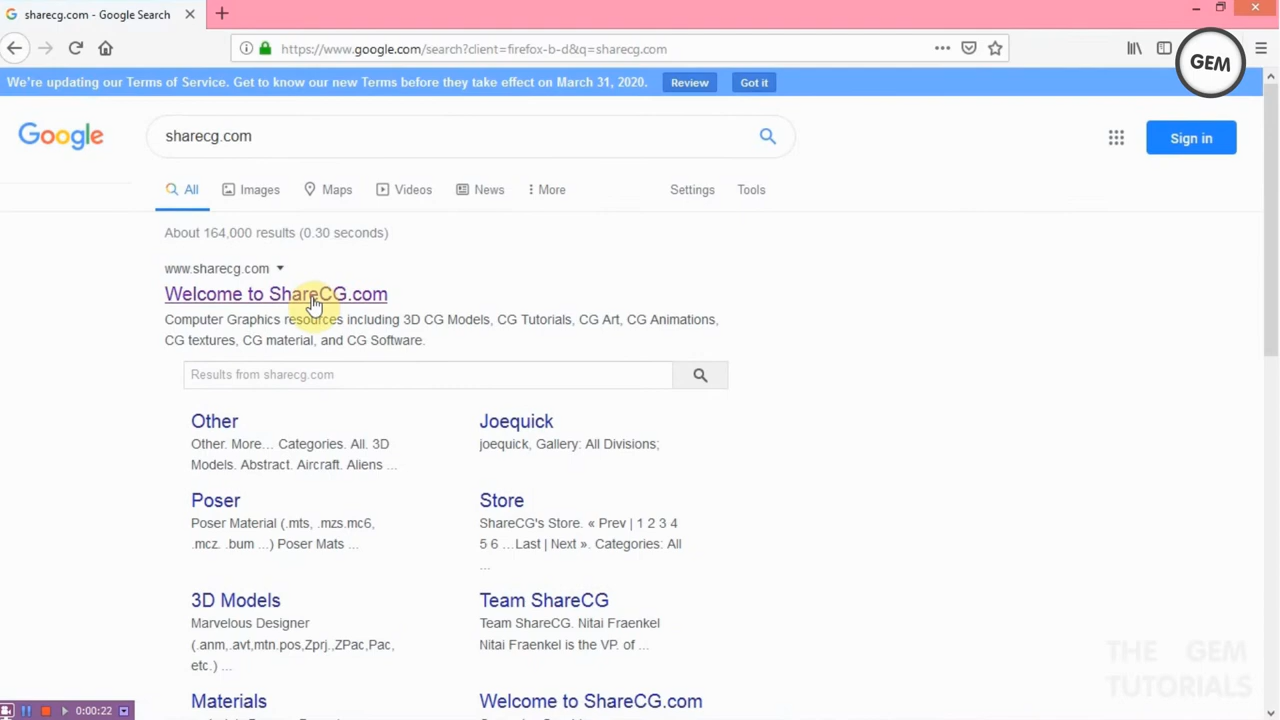 sharecg.com - Google Search
https://www.google.com/search?client=firefox-b-d&q=sharecg.com
GEM
We're updating our Terms of Service. Get to know our new Terms before they take effect on March 31, 2020. Review Got it
Google
sharecg.com
Sign in
All Images Maps Videos News More Settings Tools
About 164,000 results (0.30 seconds)
www.sharecg.com
Welcome to ShareCG.com
Computer Graphics resources including 3D CG Models, CG Tutorials, CG Art, CG Animations,
CG textures, CG material, and CG Software.
Results from sharecg.com
Other
Other. More... Categories. All. 3D
Models. Abstract. Aircraft. Aliens ...
Joequick
joequick, Gallery: All Divisions;
Poser
Poser Material (.mts, .mzs.mc6,
.mcz. .bum ...) Poser Mats ...
Store
ShareCG's Store. « Prev | 1 2 3 4
5 6 ...Last | Next ». Categories: All
...
3D Models
Marvelous Designer
(.anm,.avt,mtn.pos,Zprj.,ZPac,Pac,
etc.) ...
Team ShareCG
Team ShareCG. Nitai Fraenkel
Nitai Fraenkel is the VP. of ...
Materials
Welcome to ShareCG.com
THE GEM
TUTORIALS
0:00:22